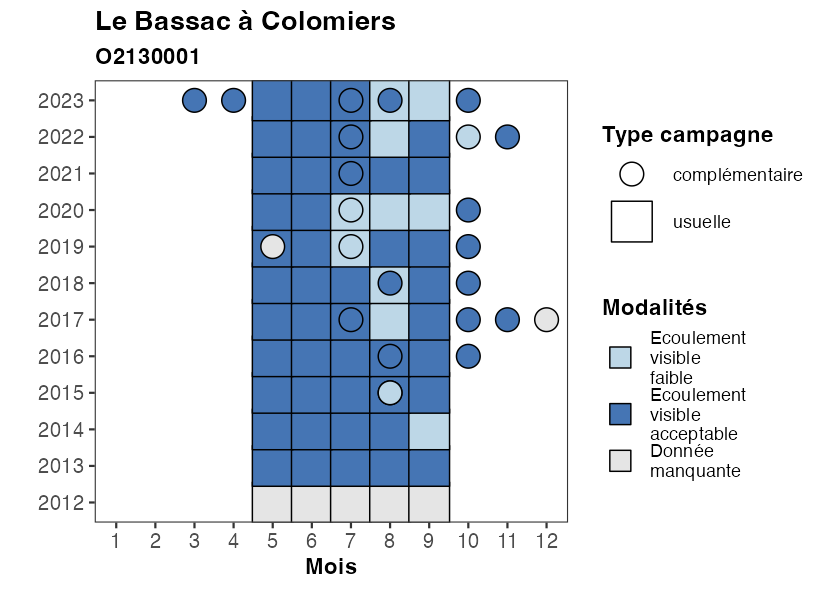 Le Bassac à Colomiers
O2130001
2023
2022
2021
2020
2019
2018
2017
2016
2015
2014
2013
2012
1 2 3 4 5 6 7 8 9 10 11 12
Mois
Type campagne
complémentaire
usuelle
Modalités
Ecoulement
visible
faible
Ecoulement
visible
acceptable
Donnée
manquante